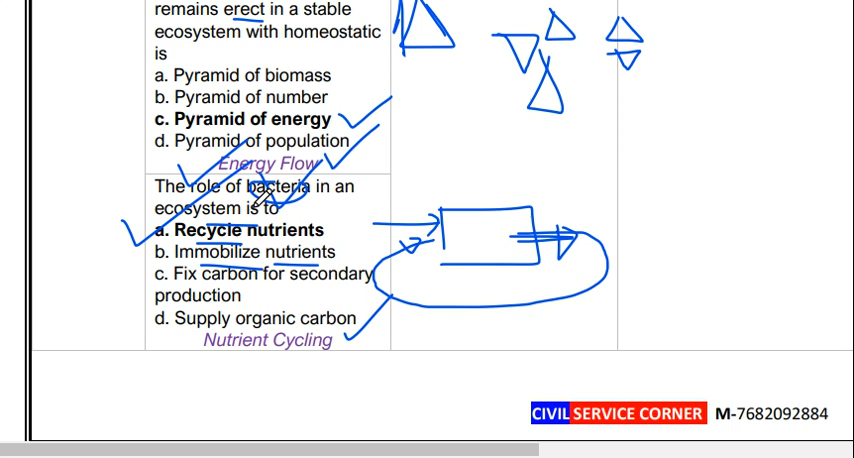 remains erect in a stable
ecosystem with homeostatic
is
a. Pyramid of biomass
b. Pyramid of number
c. Pyramid of energy
d. Pyramid of population
Energy Flow
The role of bacteria in an
ecosystem is to
a. Recycle nutrients
b. Immobilize nutrients
c. Fix carbon for secondary
production
d. Supply organic carbon
Nutrient Cycling
CIVIL SERVICE CORNER M-7682092884